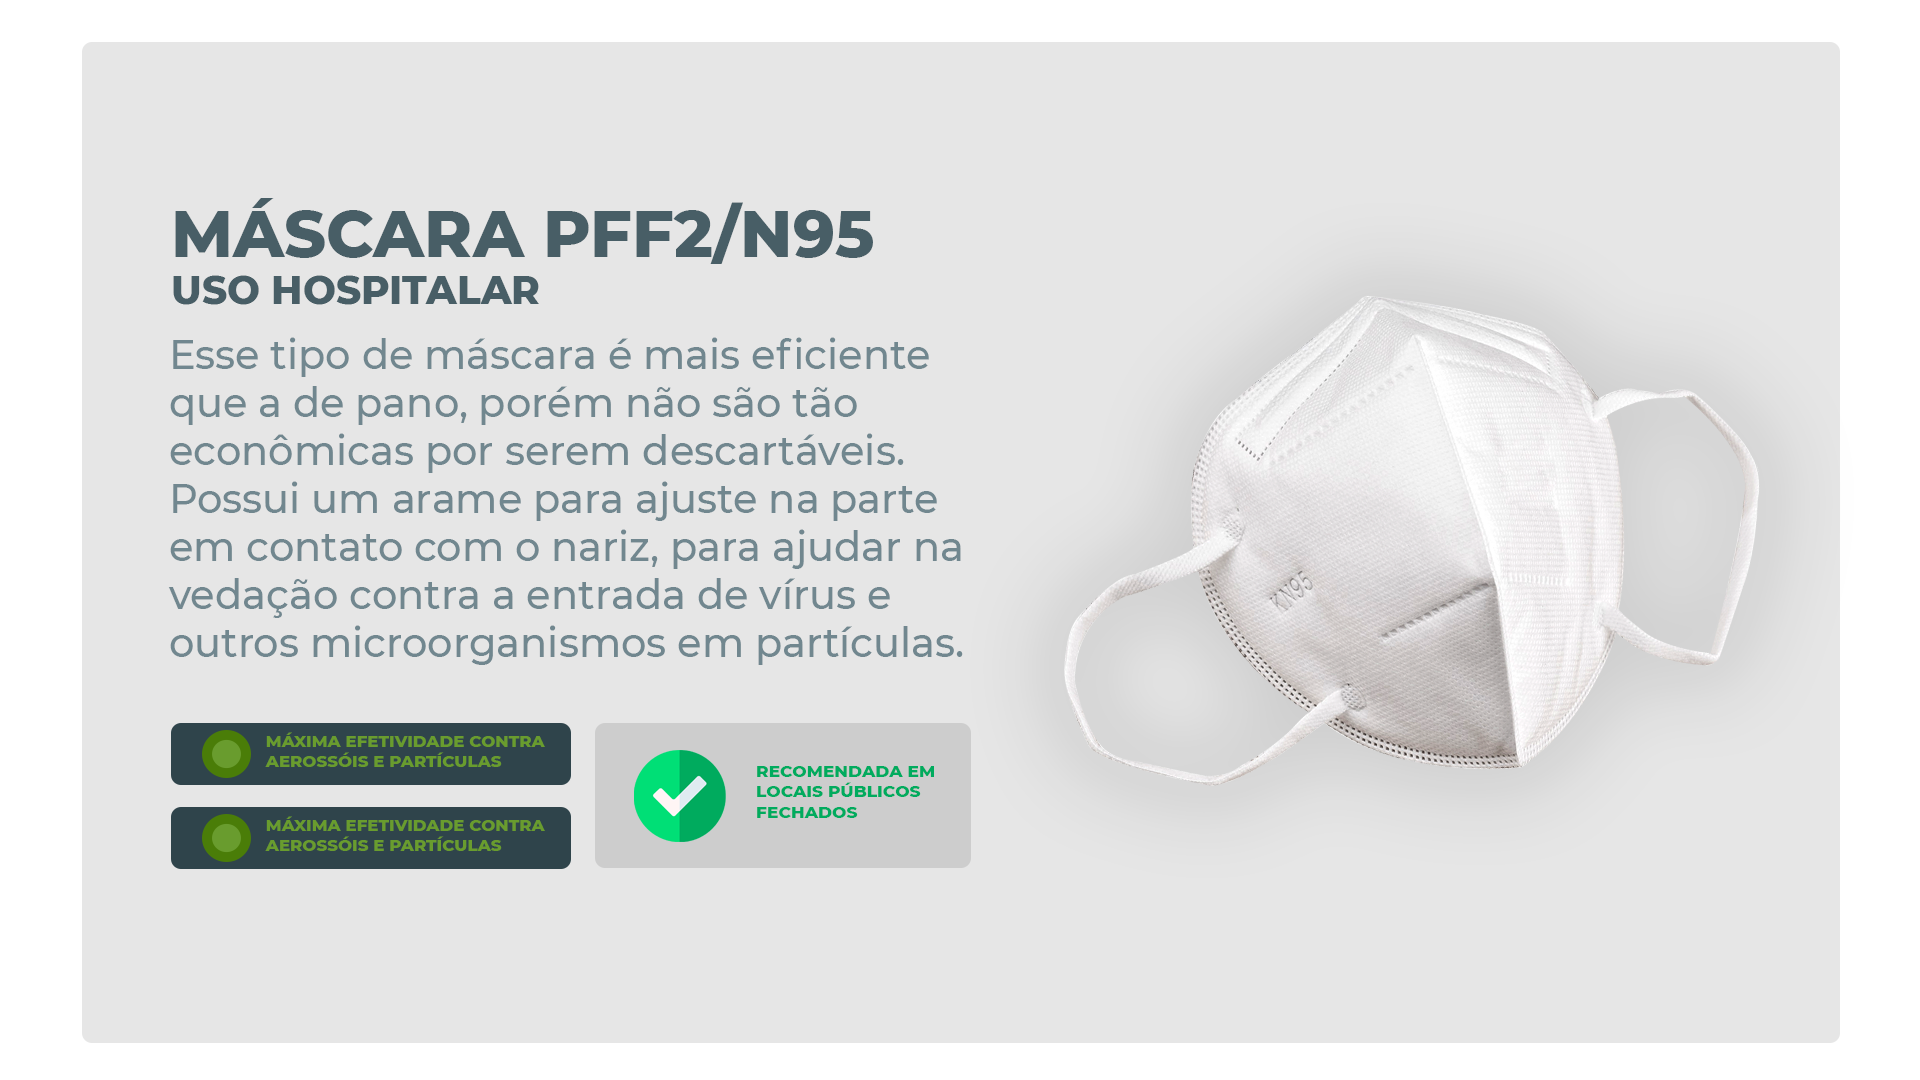 MÁSCARA PFF2/N95
USO HOSPITALAR
Esse tipo de máscara é mais eficiente
que a de pano, porém não são tão
econômicas por serem descartáveis.
Possui um arame para ajuste na parte
em contato com o nariz, para ajudar na
vedação contra a entrada de vírus e
outros microorganismos em partículas.
MÁXIMA EFETIVIDADE CONTRA
AEROSSÓIS E PARTÍCULAS
MÁXIMA EFETIVIDADE CONTRA
AEROSSÓIS E PARTÍCULAS
RECOMENDADA EM
LOCAIS PÚBLICOS
FECHADOS
KN95